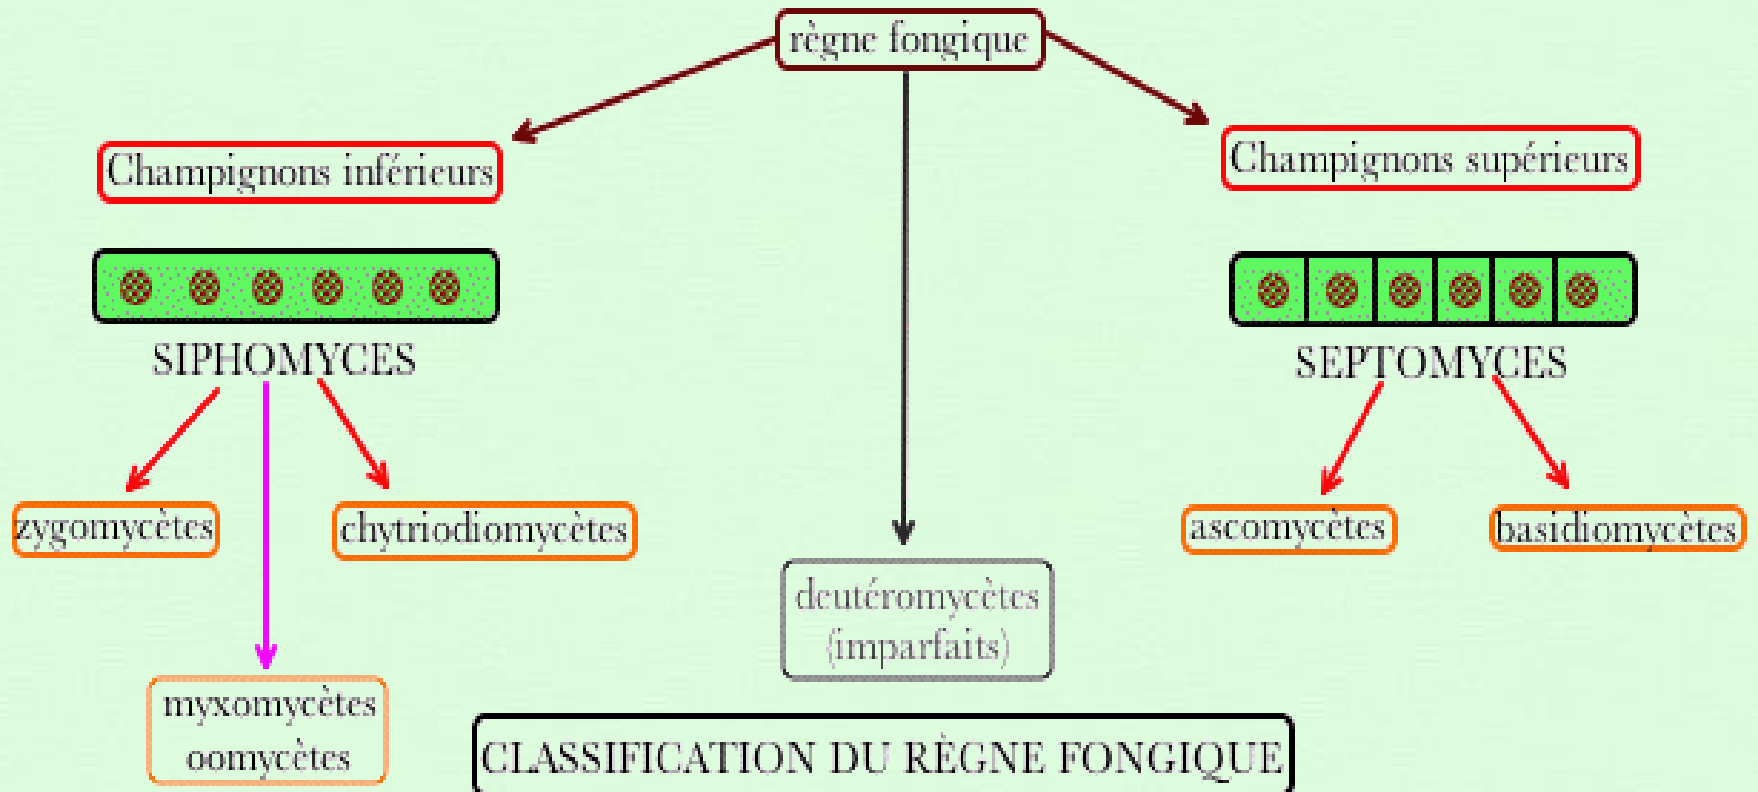 règne fongique
Champignons inférieurs
Champignons supérieurs
SIPHOMYCES
SEPTOMYCES
zygomycètes
chytriodiomycètes
ascomycètes
basidiomycètes
deutéromycètes
(imparfaits)
myxomycètes
oomycètes
CLASSIFICATION DU RÈGNE FONGIQUE